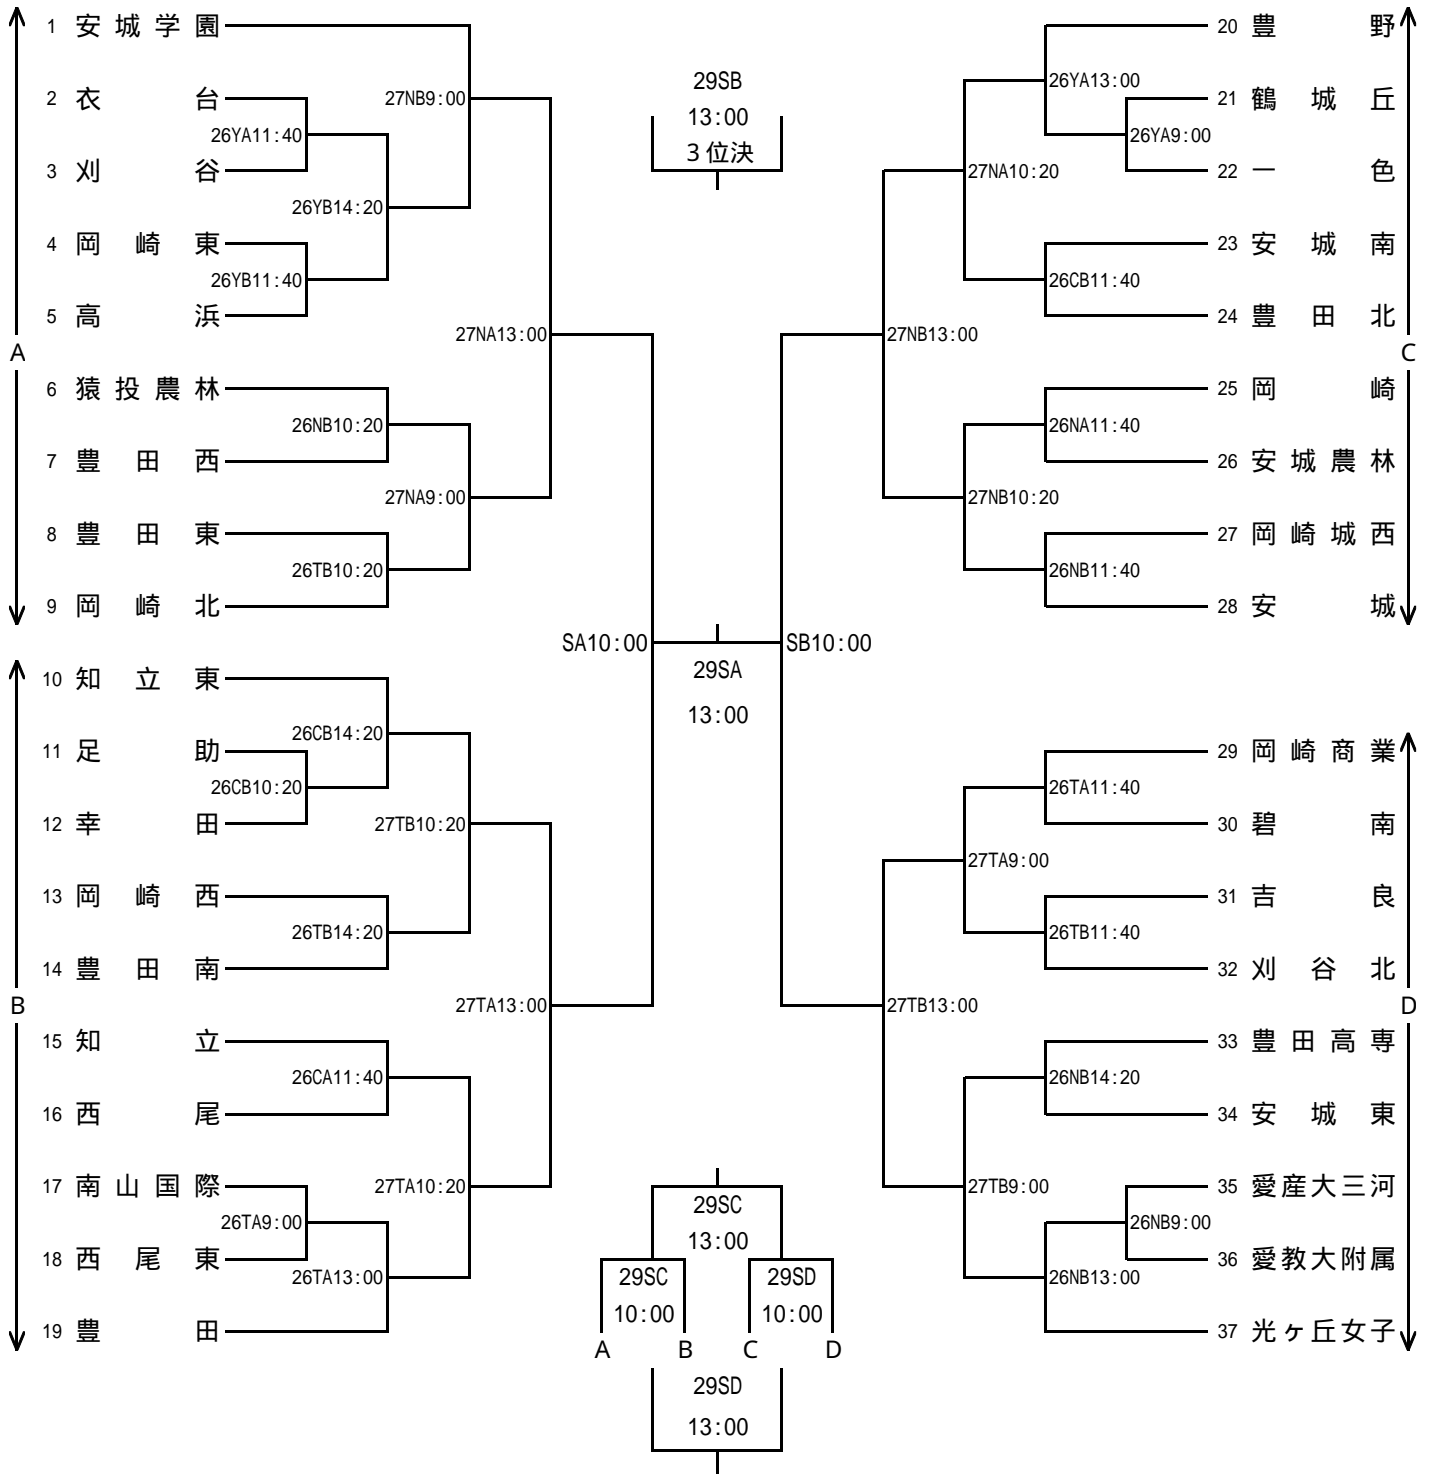 1 安城学園
2 衣台
27NB9:00
26YA11:40
3 刈谷
26YB14:20
4 岡崎東
26YB11:40
5 高浜
27NA13:00
A
6 猿投農林
26NB10:20
7 豊田西
27NA9:00
8 豊田東
26TB10:20
9 岡崎北
SA10:00
10 知立東
26CB14:20
11 足助
26CB10:20
12 幸田
27TB10:20
13 岡崎西
26TB14:20
14 豊田南
B
27TA13:00
15 知立
26CA11:40
16 西尾
17 南山国際
27TA10:20
26TA9:00
18 西尾東
26TA13:00
19 豊田
29SB
13:00
3位決
29SA
13:00
29SC
13:00
29SC 29SD
10:00 10:00
A B C D
29SD
13:00
20 豊野
26YA13:00
21 鶴城丘
26YA9:00
22 一色
27NA10:20
23 安城南
26CB11:40
24 豊田北
27NB13:00
C
25 岡崎
26NA11:40
26 安城農林
27NB10:20
27 岡崎城西
26NB11:40
28 安城
SB10:00
29 岡崎商業
26TA11:40
30 碧南
27TA9:00
31 吉良
26TB11:40
32 刈谷北
27TB13:00
D
33 豊田高専
26NB14:20
34 安城東
27TB9:00
35 愛産大三河
26NB9:00
36 愛教大附属
26NB13:00
37 光ヶ丘女子